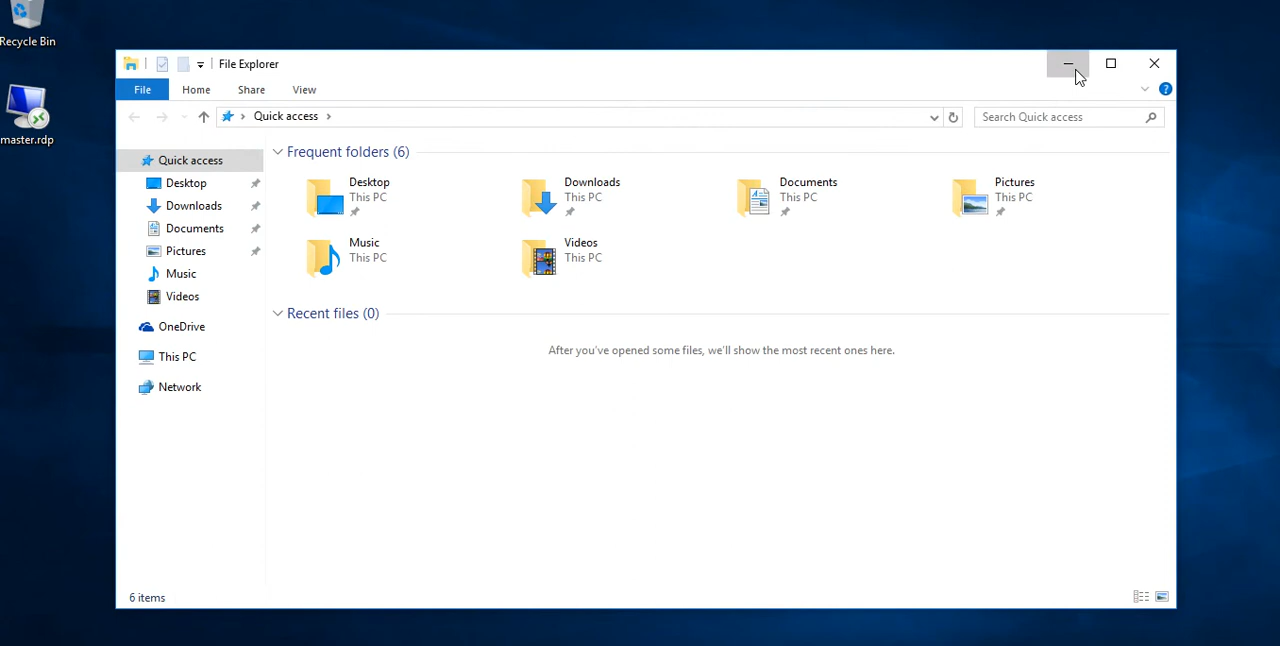 Recycle Bin
master.rdp
File Explorer
File Home Share View
Quick access
Search Quick access
Quick access
Desktop
Downloads
Documents
Pictures
Music
Videos
OneDrive
This PC
Network
Frequent folders (6)
Desktop
This PC
Downloads
This PC
Documents
This PC
Pictures
This PC
Music
This PC
Videos
This PC
Recent files (0)
After you've opened some files, we'll show the most recent ones here.
6 items